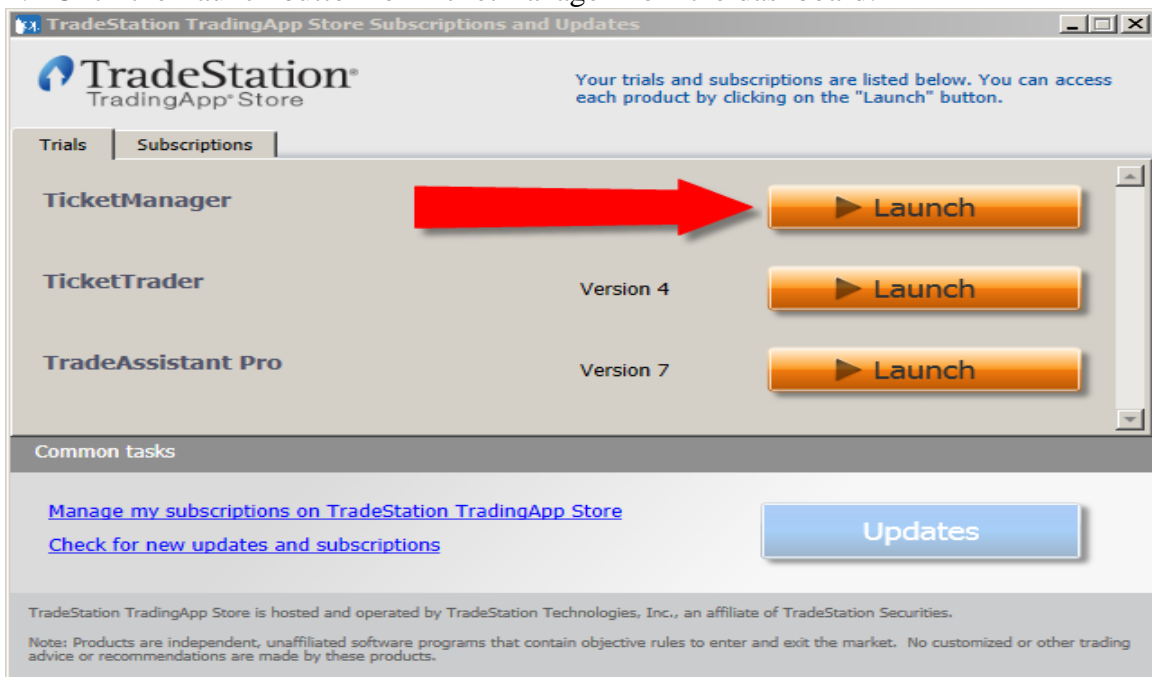 TradeStation TradingApp Store Subscriptions and Updates
TradeStation®
TradingApp® Store
Your trials and subscriptions are listed below. You can access
each product by clicking on the "Launch" button.
Trials Subscriptions
TicketManager Launch
TicketTrader Version 4 Launch
TradeAssistant Pro Version 7 Launch
Common tasks
Manage my subscriptions on TradeStation TradingApp Store
Check for new updates and subscriptions
Updates
TradeStation TradingApp Store is hosted and operated by TradeStation Technologies, Inc., an affiliate of TradeStation Securities.
Note: Products are independent, unaffiliated software programs that contain objective rules to enter and exit the market. No customized or other trading
advice or recommendations are made by these products.